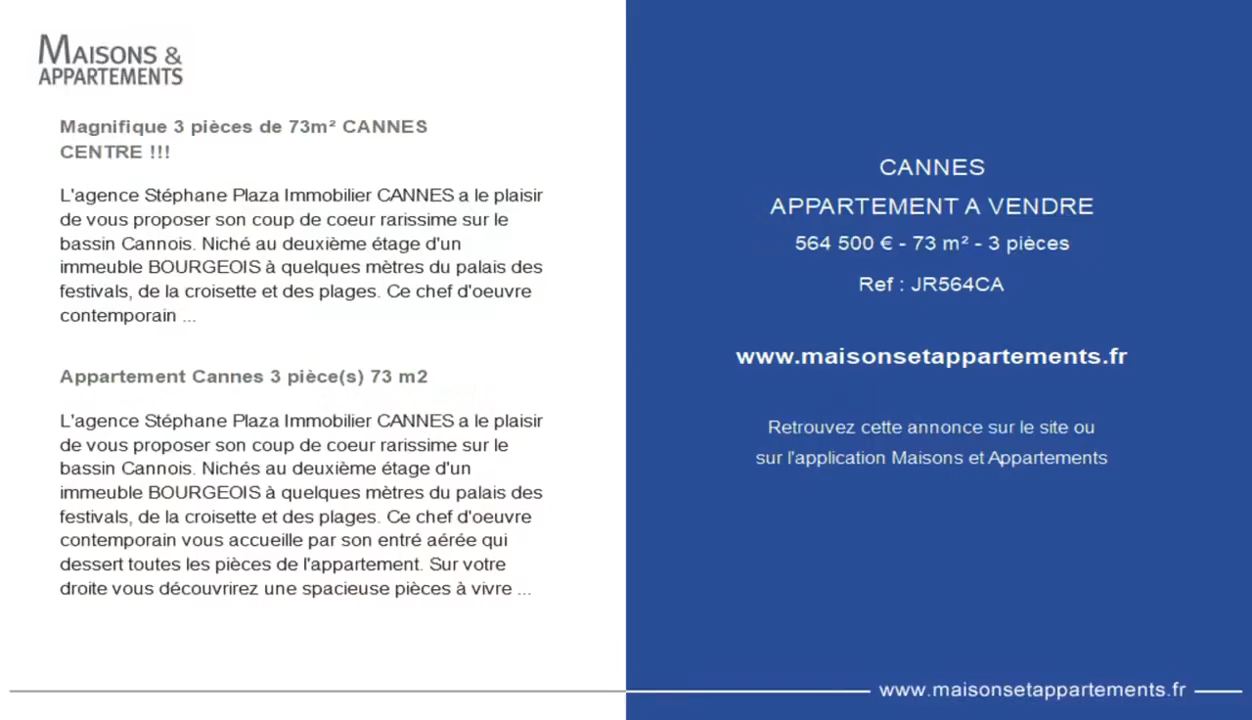 MAISONS &
APPARTEMENTS
Magnifique 3 pièces de 73m² CANNES
CENTRE !!!
L'agence Stéphane Plaza Immobilier CANNES a le plaisir
de vous proposer son coup de coeur rarissime sur le
bassin Cannois. Niché au deuxième étage d'un
immeuble BOURGEOIS à quelques mètres du palais des
festivals, de la croisette et des plages. Ce chef d'oeuvre
contemporain ...
Appartement Cannes 3 pièce(s) 73 m2
L'agence Stéphane Plaza Immobilier CANNES a le plaisir
de vous proposer son coup de coeur rarissime sur le
bassin Cannois. Nichés au deuxième étage d'un
immeuble BOURGEOIS à quelques mètres du palais des
festivals, de la croisette et des plages. Ce chef d'oeuvre
contemporain vous accueille par son entré aérée qui
dessert toutes les pièces de l'appartement. Sur votre
droite vous découvrirez une spacieuse pièces à vivre ...
CANNES
APPARTEMENT A VENDRE
564 500 € - 73 m² - 3 pièces
Ref : JR564CA
www.maisonsetappartements.fr
Retrouvez cette annonce sur le site ou
sur l'application Maisons et Appartements
www.maisonsetappartements.fr